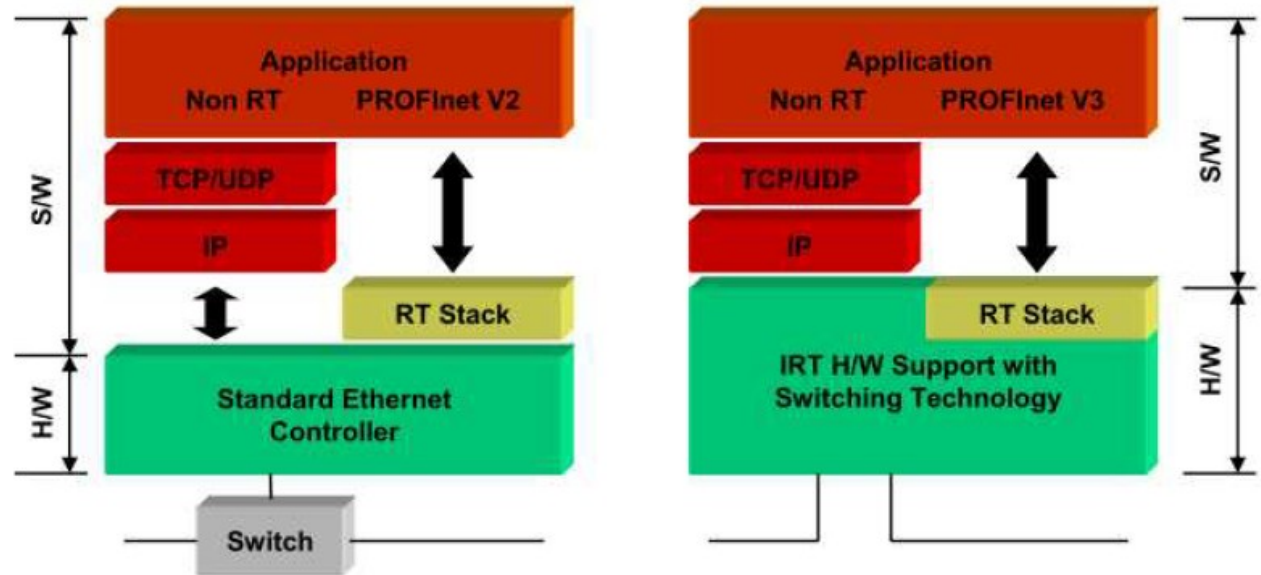 Application
Non RT PROFInet V2
TCP/UDP
IP
RT Stack
Standard Ethernet
Controller
Switch
S/W
H/W
Application
Non RT PROFInet V3
TCP/UDP
IP
RT Stack
IRT H/W Support with
Switching Technology
S/W
H/W